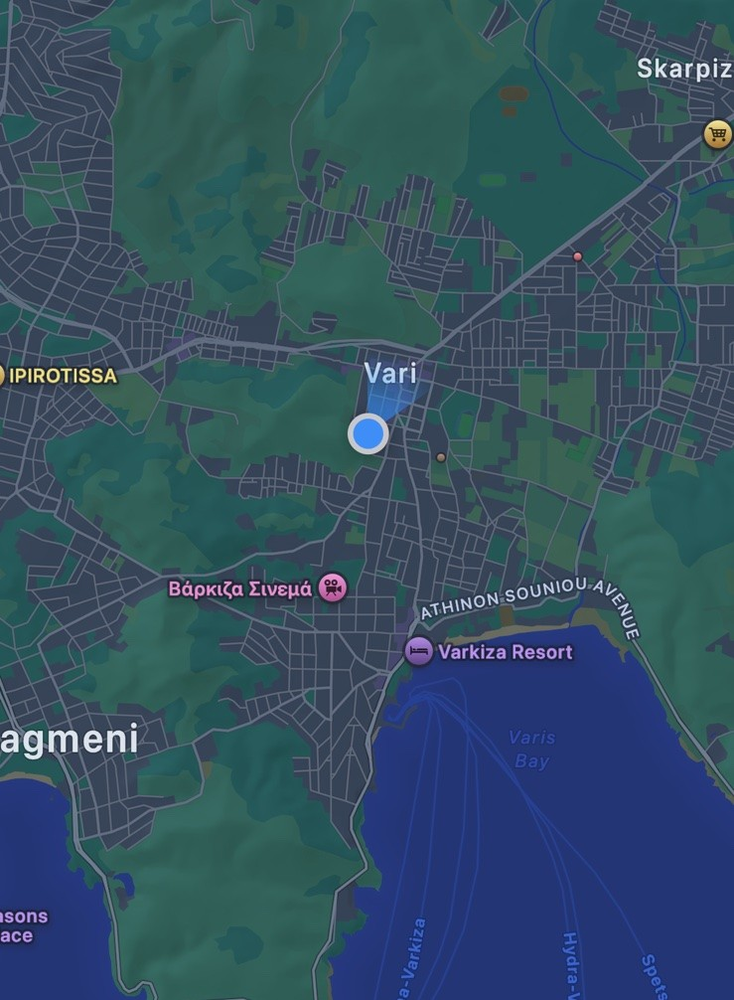 Skarpiz
Vari
IPIROTISSA
Βάρκιζα Σινεμά
ATHINON SOUNIOU AVENUE
Varkiza Resort
agmeni
Varis
Bay
asons
ace
a-Varkiza
Hydra-V
Spets